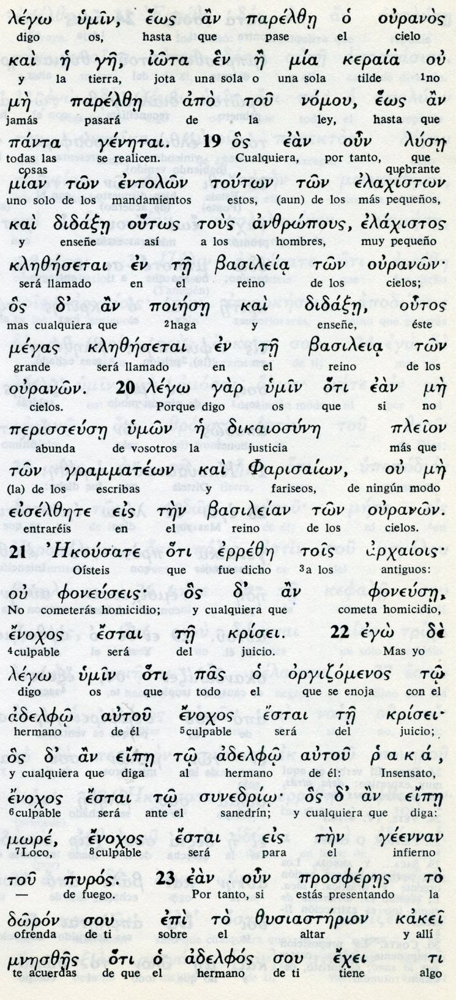 λέγω ὑμῖν, ἕως ἂν παρέλθῃ ὁ οὐρανὸς
digo os, hasta que pase el cielo
καὶ ἡ γῆ, ἰῶτα ἓν ἢ μία κεραία οὐ
y la tierra, jota una sola o una sola tilde 1no
μὴ παρέλθῃ ἀπὸ τοῦ νόμου, ἕως ἂν
jamás pasará de la ley, hasta que
πάντα γένηται. 19 ὃς ἐὰν οὖν λύσῃ
todas las se realicen. Cualquiera, por tanto, que
cosas quebrante
μίαν τῶν ἐντολῶν τούτων τῶν ἐλαχίστων
uno solo de los mandamientos estos, (aun) de los más pequeños,
καὶ διδάξῃ οὕτως τοὺς ἀνθρώπους, ἐλάχιστος
y enseñe así a los hombres, muy pequeño
κληθήσεται ἐν τῇ βασιλείᾳ τῶν οὐρανῶν·
será llamado en el reino de los cielos;
ὃς δ' ἂν ποιήσῃ καὶ διδάξῃ, οὗτος
mas cualquiera que 2haga y enseñe, éste
μέγας κληθήσεται ἐν τῇ βασιλείᾳ τῶν
grande será llamado en el reino de los
οὐρανῶν. 20 λέγω γὰρ ὑμῖν ὅτι ἐὰν μὴ
cielos. Porque digo os que si no
περισσεύσῃ ὑμῶν ἡ δικαιοσύνη πλεῖον
abunda de vosotros la justicia más que
τῶν γραμματέων καὶ Φαρισαίων, οὐ μὴ
(la) de los escribas y fariseos, de ningún modo
εἰσέλθητε εἰς τὴν βασιλείαν τῶν οὐρανῶν.
entraréis en el reino de los cielos.
21 Ἠκούσατε ὅτι ἐρρέθη τοῖς ἀρχαίοις·
Oísteis que fue dicho 3a los antiguos:
οὐ φονεύσεις· ὃς δ' ἂν φονεύσῃ,
No cometerás homicidio; y cualquiera que cometa homicidio,
ἔνοχος ἔσται τῇ κρίσει. 22 ἐγὼ δὲ
4culpable será del juicio. Mas yo
λέγω ὑμῖν ὅτι πᾶς ὁ ὀργιζόμενος τῷ
digo os que todo el que se enoja con el
ἀδελφῷ αὐτοῦ ἔνοχος ἔσται τῇ κρίσει·
hermano de él 5culpable será del juicio;
ὃς δ' ἂν εἴπῃ τῷ ἀδελφῷ αὐτοῦ ῥακά,
y cualquiera que diga al hermano de él: Insensato,
ἔνοχος ἔσται τῷ συνεδρίῳ· ὃς δ' αν εἴπῃ
6culpable será ante el sanedrín; y cualquiera que diga:
μωρέ, ἔνοχος ἔσται εἰς τὴν γέενναν
7Loco, 8culpable será para el infierno
τοῦ πυρός. 23 ἐὰν οὖν προσφέρῃς τὸ
— de fuego. Por tanto, si estás presentando la
δῶρόν σου ἐπὶ τὸ θυσιαστήριον κἀκεῖ
ofrenda de ti sobre el altar y allí
μνησθῇς ὅτι ὁ ἀδελφός σου ἔχει τι
te acuerdas de que el hermano de ti tiene algo